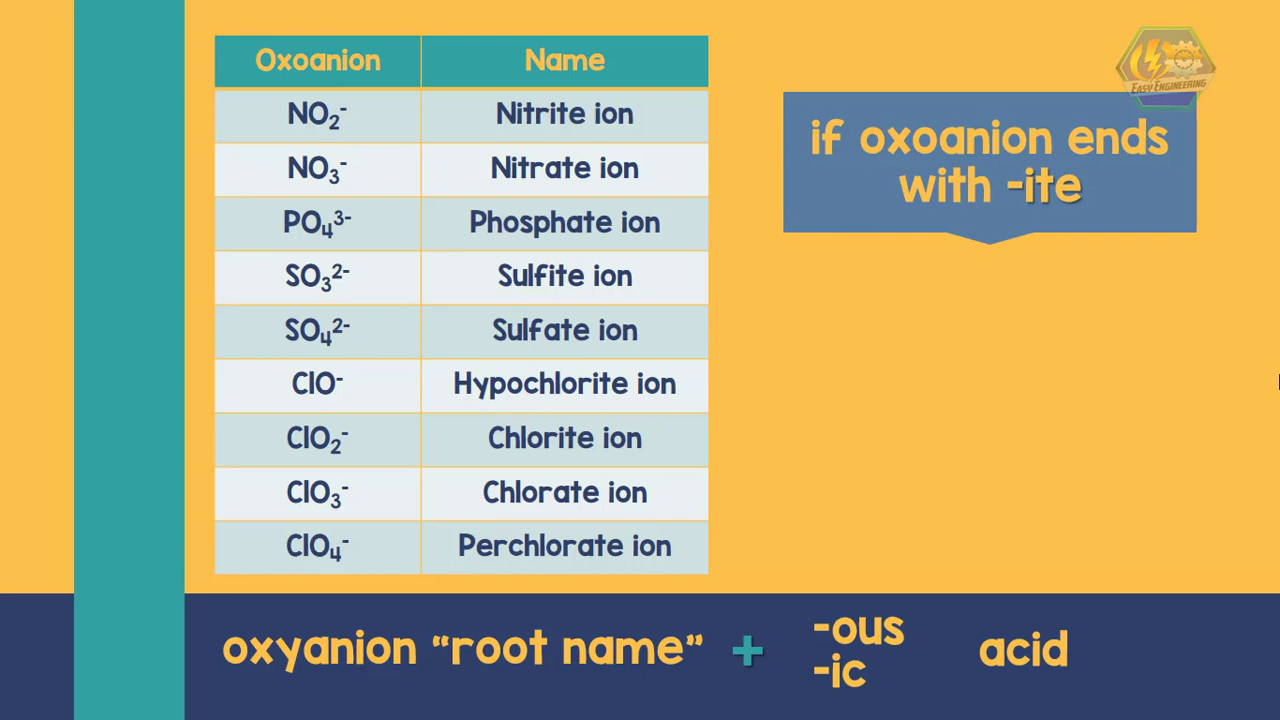 Oxoanion Name
NO₂⁻ Nitrite ion
NO₃⁻ Nitrate ion
PO₄³⁻ Phosphate ion
SO₃²⁻ Sulfite ion
SO₄²⁻ Sulfate ion
ClO⁻ Hypochlorite ion
ClO₂⁻ Chlorite ion
ClO₃⁻ Chlorate ion
ClO₄⁻ Perchlorate ion
EASY ENGINEERING
if oxoanion ends
with -ite
oxyanion “root name” + -ous acid
-ic